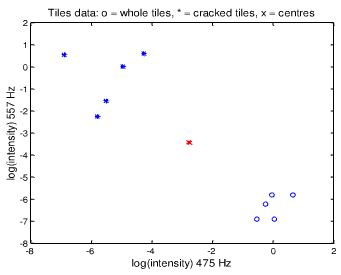 Tiles data: o = whole tiles, * = cracked tiles, x = centres
2
1
0
-1
-2
-3
-4
-5
-6
-7
-8
log(intensity) 557 Hz
-8 -6 -4 -2 0 2
log(intensity) 475 Hz